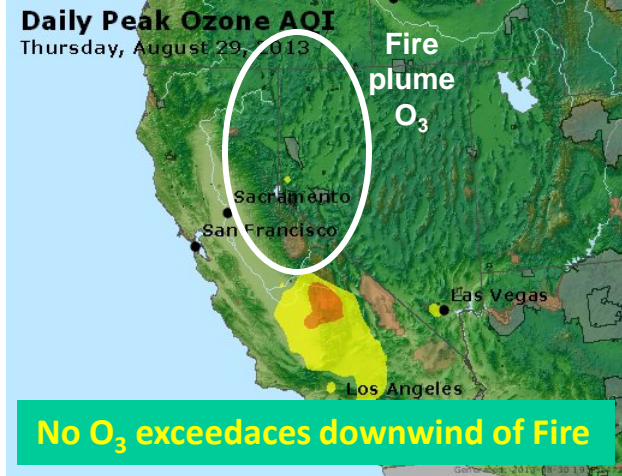 Daily Peak Ozone AQI
Thursday, August 29, 2013
Fire
plume
O₃
Sacramento
San Francisco
Las Vegas
Los Angeles
No O₃ exceedaces downwind of Fire